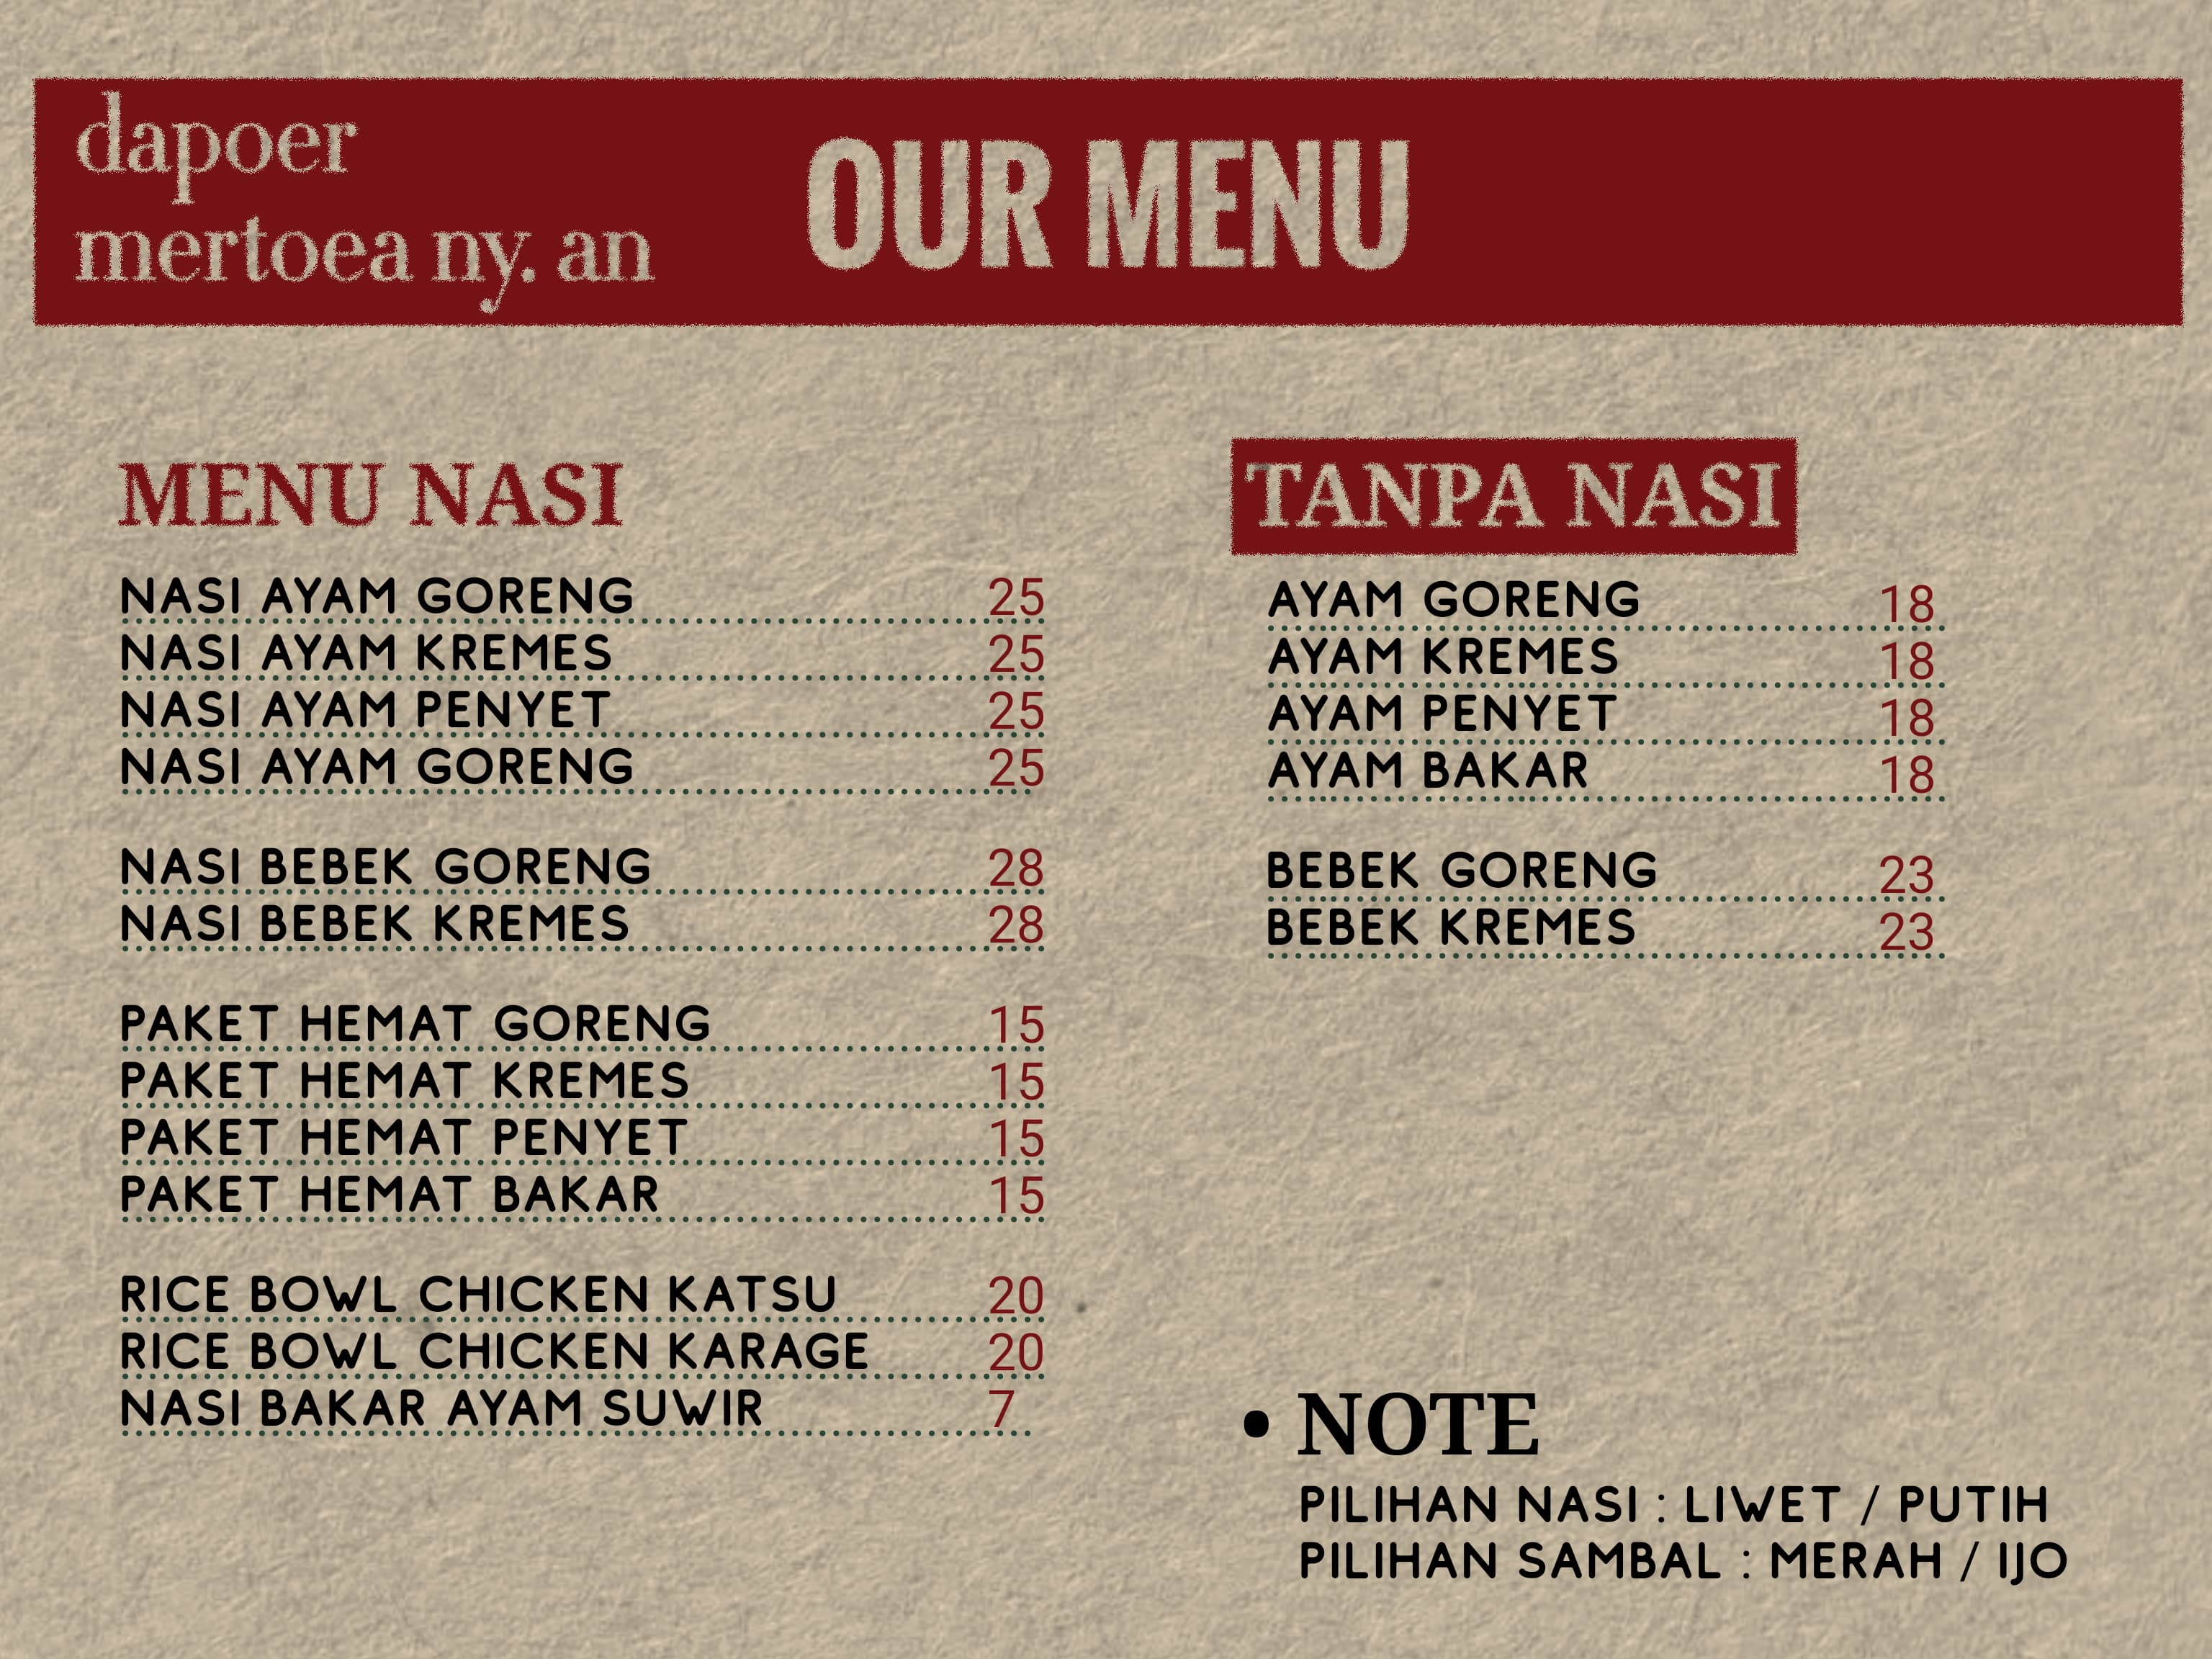 dapoer
mertoea ny. an
OUR MENU
MENU NASI
NASI AYAM GORENG 25
NASI AYAM KREMES 25
NASI AYAM PENYET 25
NASI AYAM GORENG 25
NASI BEBEK GORENG 28
NASI BEBEK KREMES 28
PAKET HEMAT GORENG 15
PAKET HEMAT KREMES 15
PAKET HEMAT PENYET 15
PAKET HEMAT BAKAR 15
RICE BOWL CHICKEN KATSU 20
RICE BOWL CHICKEN KARAGE 20
NASI BAKAR AYAM SUWIR 7
TANPA NASI
AYAM GORENG 18
AYAM KREMES 18
AYAM PENYET 18
AYAM BAKAR 18
BEBEK GORENG 23
BEBEK KREMES 23
• NOTE
PILIHAN NASI : LIWET / PUTIH
PILIHAN SAMBAL : MERAH / IJO